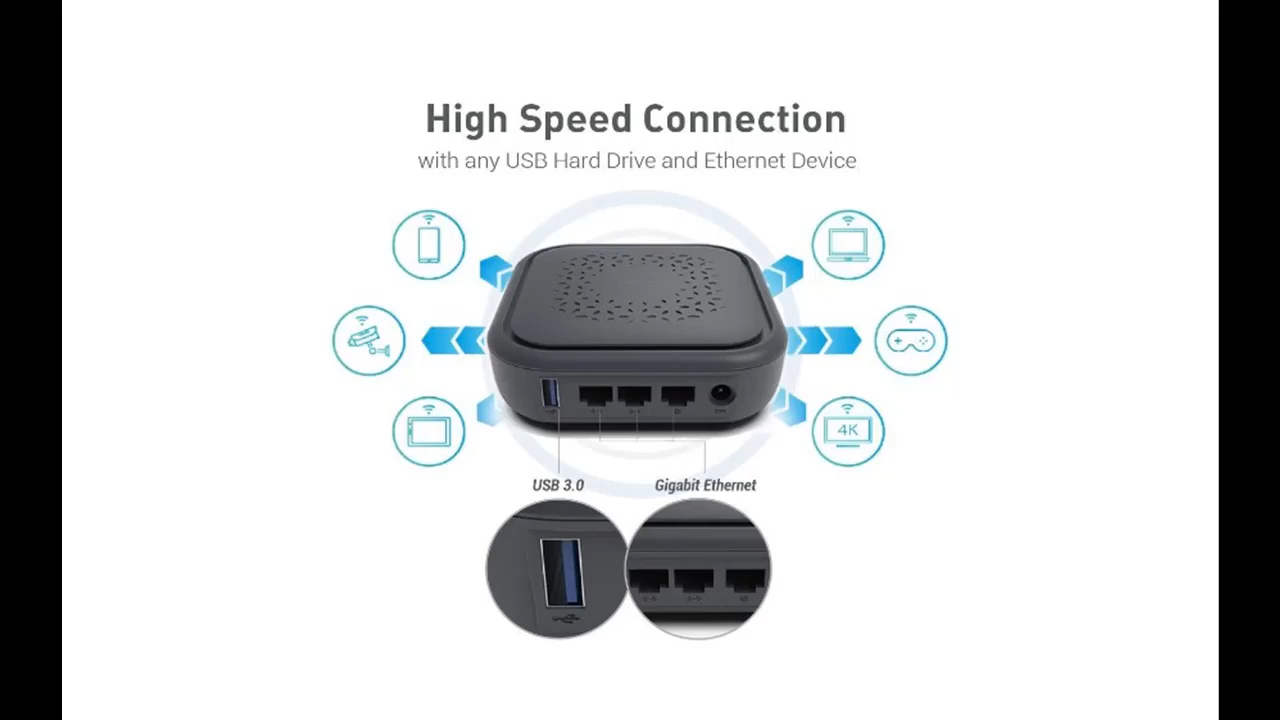 High Speed Connection
with any USB Hard Drive and Ethernet Device
4K
USB 3.0
Gigabit Ethernet